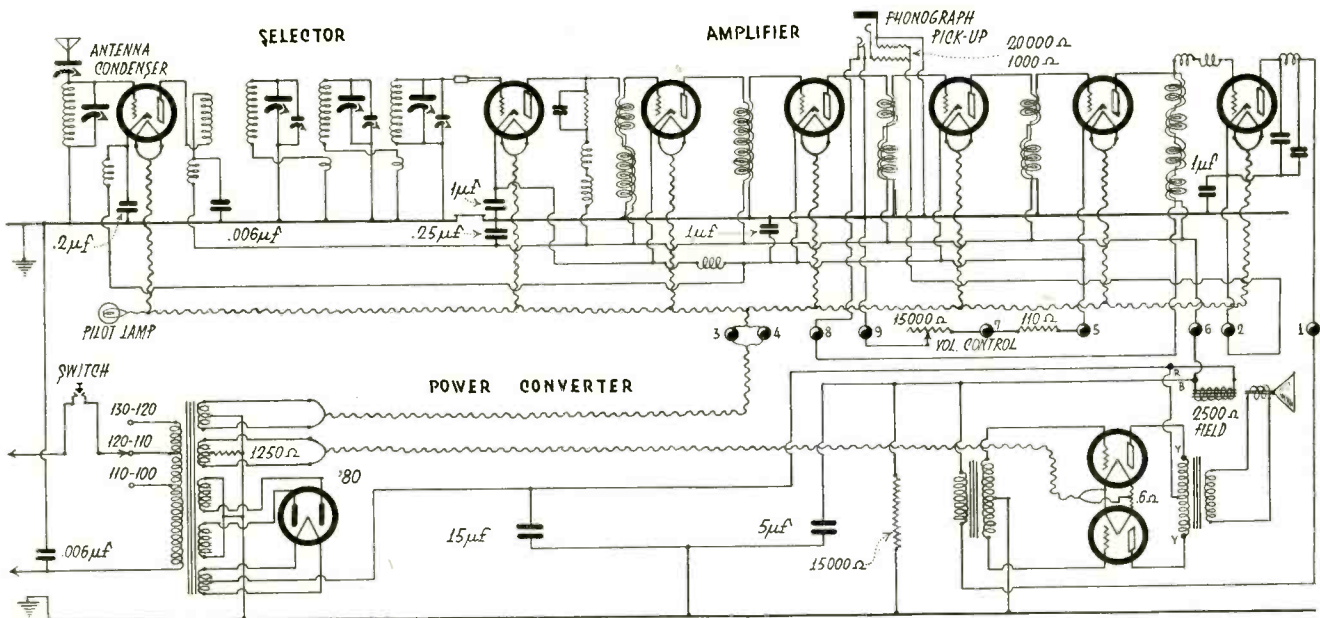 SELECTOR
AMPLIFIER
PHONOGRAPH
PICK-UP
20000 Ω
1000 Ω
ANTENNA
CONDENSER
.2µf
.006µf
1µf
.25µf
1µf
1µf
PILOT LAMP
3
4
8
9
15000 Ω
VOL. CONTROL
7
110 Ω
5
6
2
1
SWITCH
POWER CONVERTER
130-120
120-110
110-100
1250 Ω
'80
.006µf
15µf
5µf
15000 Ω
R
B
2500 Ω
FIELD
Y
.6 Ω
Y